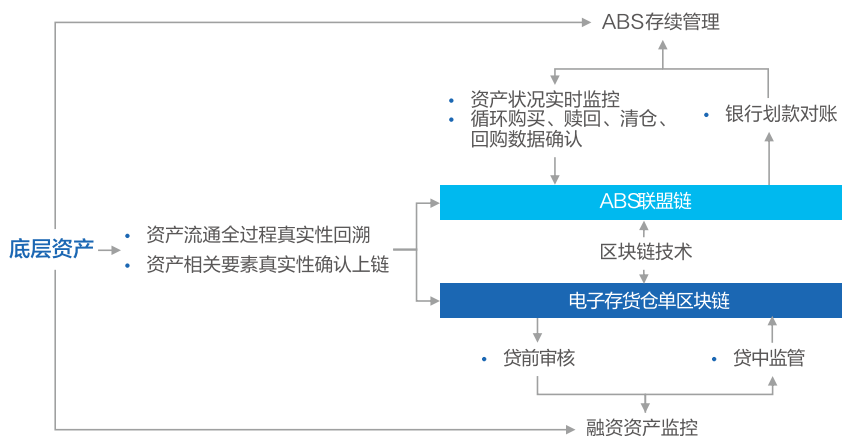 ABS存续管理
• 资产状况实时监控
• 循环购买、赎回、清仓、
回购数据确认
• 银行划款对账
ABS联盟链
底层资产
• 资产流通全过程真实性回溯
• 资产相关要素真实性确认上链
区块链技术
电子存货仓单区块链
• 贷前审核
• 贷中监管
融资资产监控